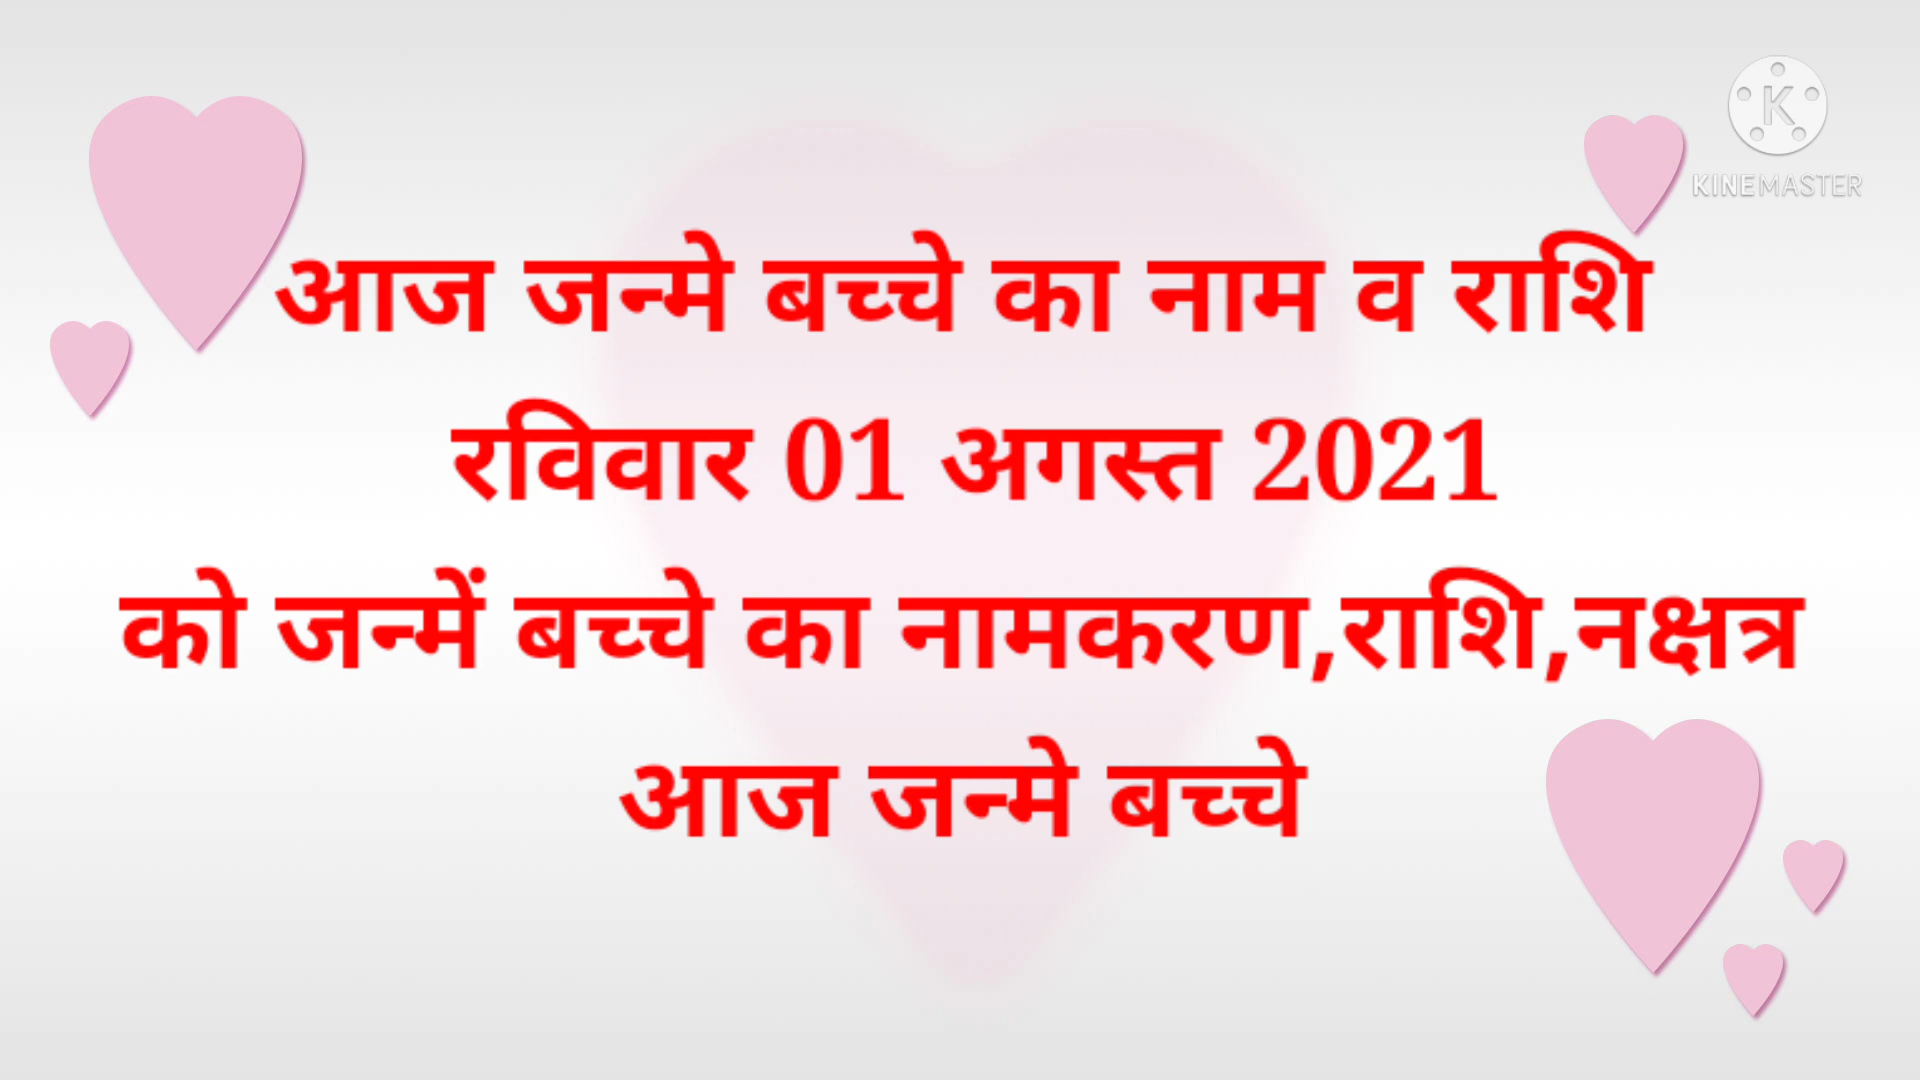 K
KINEMASTER
आज जन्मे बच्चे का नाम व राशि
रविवार 01 अगस्त 2021
को जन्में बच्चे का नामकरण,राशि,नक्षत्र
आज जन्मे बच्चे